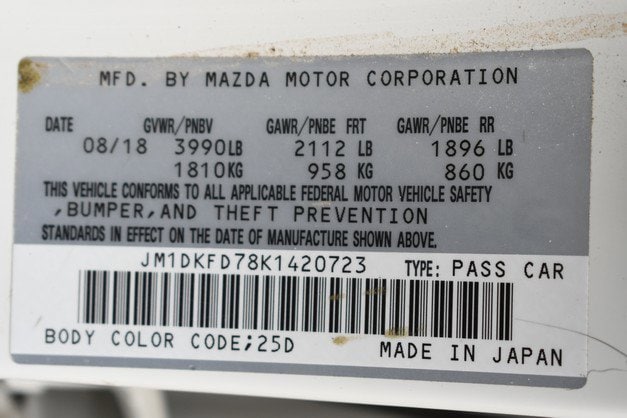 MFD. BY MAZDA MOTOR CORPORATION
DATE GVWR/PNBV GAWR/PNBE FRT GAWR/PNBE RR
08/18 3990LB 2112 LB 1896 LB
1810KG 958 KG 860 KG
THIS VEHICLE CONFORMS TO ALL APPLICABLE FEDERAL MOTOR VEHICLE SAFETY
,BUMPER,AND THEFT PREVENTION
STANDARDS IN EFFECT ON THE DATE OF MANUFACTURE SHOWN ABOVE.
JM1DKFD78K1420723 TYPE: PASS CAR
BODY COLOR CODE;25D MADE IN JAPAN